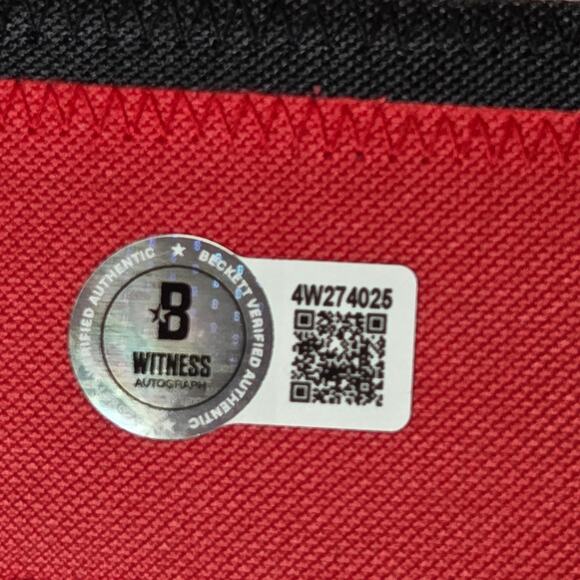 BECKETT VERIFIED AUTHENTIC
VERIFIED AUTHENTIC
B
WITNESS
AUTOGRAPH
4W274025